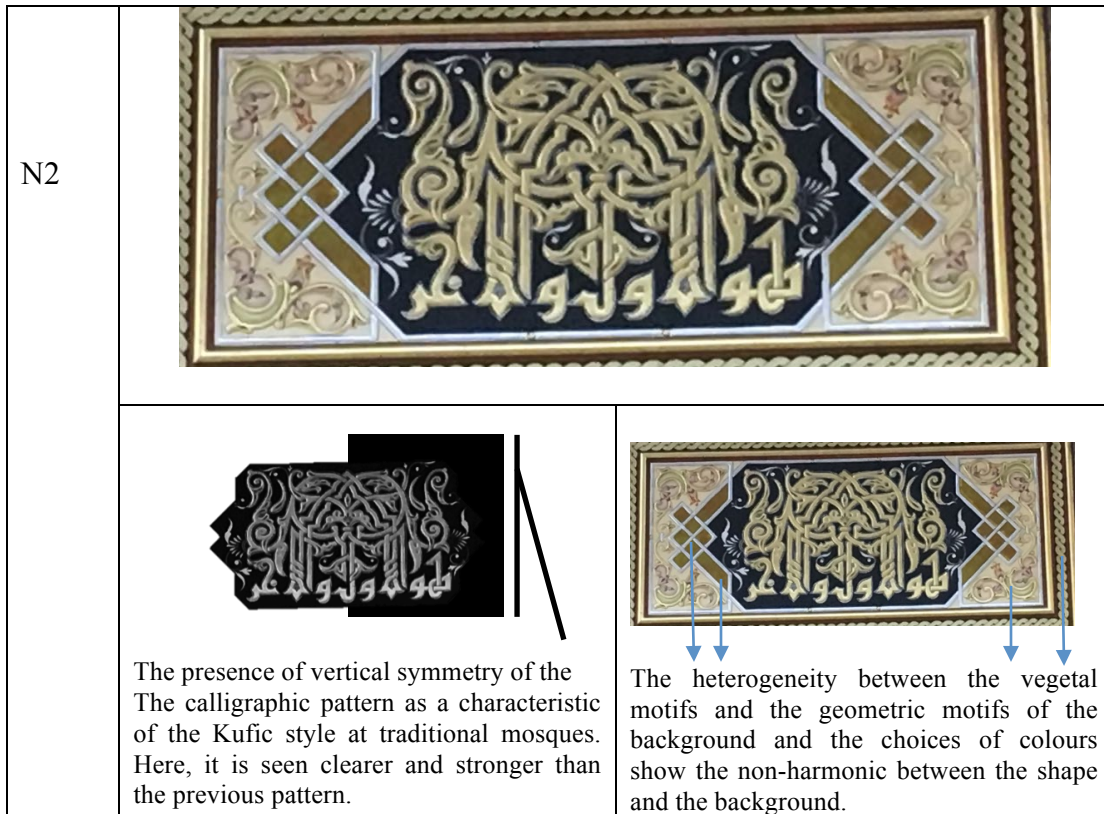 N2
The presence of vertical symmetry of the
The calligraphic pattern as a characteristic
of the Kufic style at traditional mosques.
Here, it is seen clearer and stronger than
the previous pattern.
The heterogeneity between the vegetal
motifs and the geometric motifs of the
background and the choices of colours
show the non-harmonic between the shape
and the background.